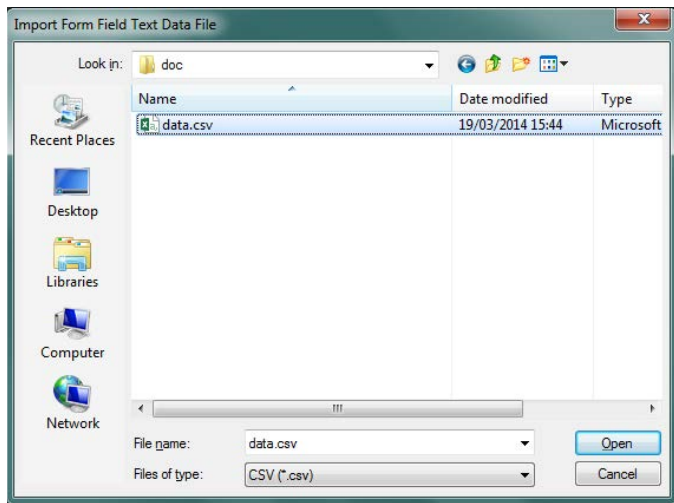 Import Form Field Text Data File
Look in: doc
Name Date modified Type
data.csv 19/03/2014 15:44 Microsoft
Recent Places
Desktop
Libraries
Computer
Network
File name: data.csv Open
Files of type: CSV (*.csv) Cancel